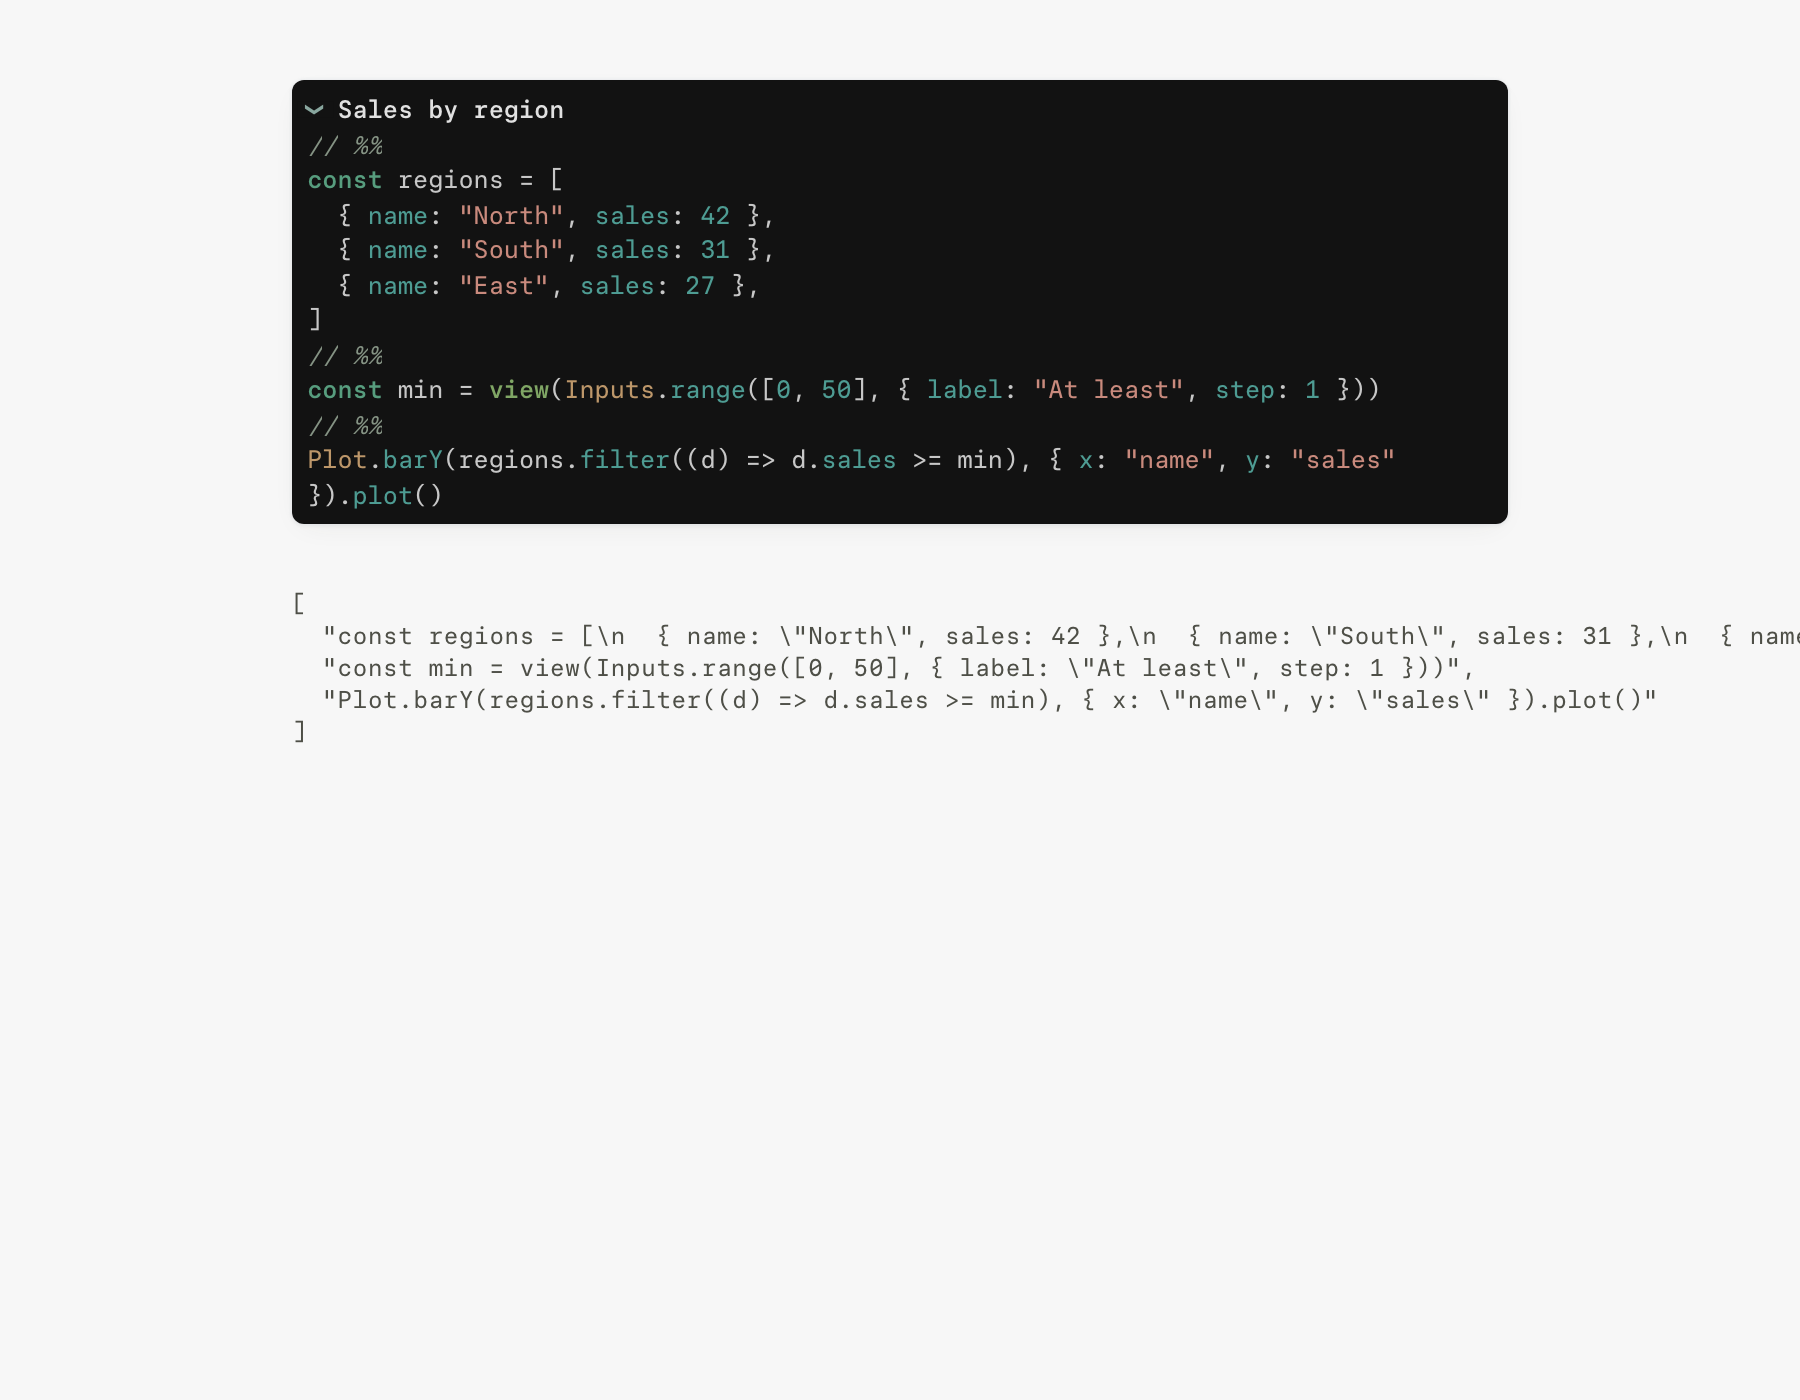 Sales by region
// %%
const regions = [
  { name: "North", sales: 42 },
  { name: "South", sales: 31 },
  { name: "East", sales: 27 },
]
// %%
const min = view(Inputs.range([0, 50], { label: "At least", step: 1 }))
// %%
Plot.barY(regions.filter((d) => d.sales >= min), { x: "name", y: "sales"
}).plot()
[
  "const regions = [\n  { name: \"North\", sales: 42 },\n  { name: \"South\", sales: 31 },\n  { name
  "const min = view(Inputs.range([0, 50], { label: \"At least\", step: 1 }))",
  "Plot.barY(regions.filter((d) => d.sales >= min), { x: \"name\", y: \"sales\" }).plot()"
]